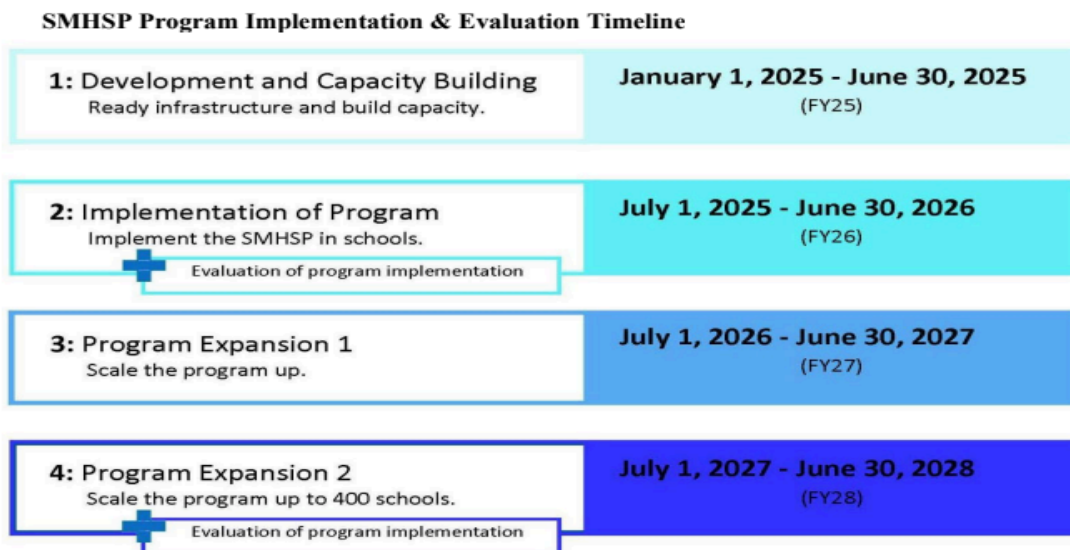 SMHSP Program Implementation & Evaluation Timeline
1: Development and Capacity Building
Ready infrastructure and build capacity.
January 1, 2025 - June 30, 2025
(FY25)
2: Implementation of Program
Implement the SMHSP in schools.
Evaluation of program implementation
July 1, 2025 - June 30, 2026
(FY26)
3: Program Expansion 1
Scale the program up.
July 1, 2026 - June 30, 2027
(FY27)
4: Program Expansion 2
Scale the program up to 400 schools.
Evaluation of program implementation
July 1, 2027 - June 30, 2028
(FY28)